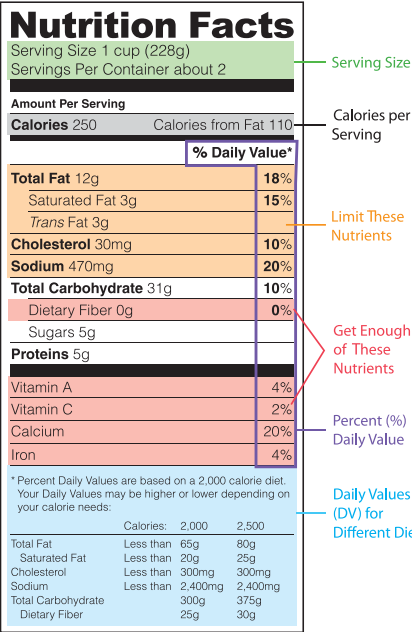 Nutrition Facts
Serving Size 1 cup (228g)
Servings Per Container about 2
Serving Size
Amount Per Serving
Calories 250 Calories from Fat 110
Calories per
Serving
% Daily Value*
Total Fat 12g 18%
Saturated Fat 3g 15%
Trans Fat 3g
Limit These
Nutrients
Cholesterol 30mg 10%
Sodium 470mg 20%
Total Carbohydrate 31g 10%
Dietary Fiber 0g 0%
Sugars 5g
Proteins 5g
Get Enough
of These
Nutrients
Vitamin A 4%
Vitamin C 2%
Calcium 20%
Iron 4%
Percent (%)
Daily Value
* Percent Daily Values are based on a 2,000 calorie diet.
Your Daily Values may be higher or lower depending on
your calorie needs:
Daily Values
(DV) for
Different Die
Calories: 2,000 2,500
Total Fat Less than 65g 80g
Saturated Fat Less than 20g 25g
Cholesterol Less than 300mg 300mg
Sodium Less than 2,400mg 2,400mg
Total Carbohydrate 300g 375g
Dietary Fiber 25g 30g